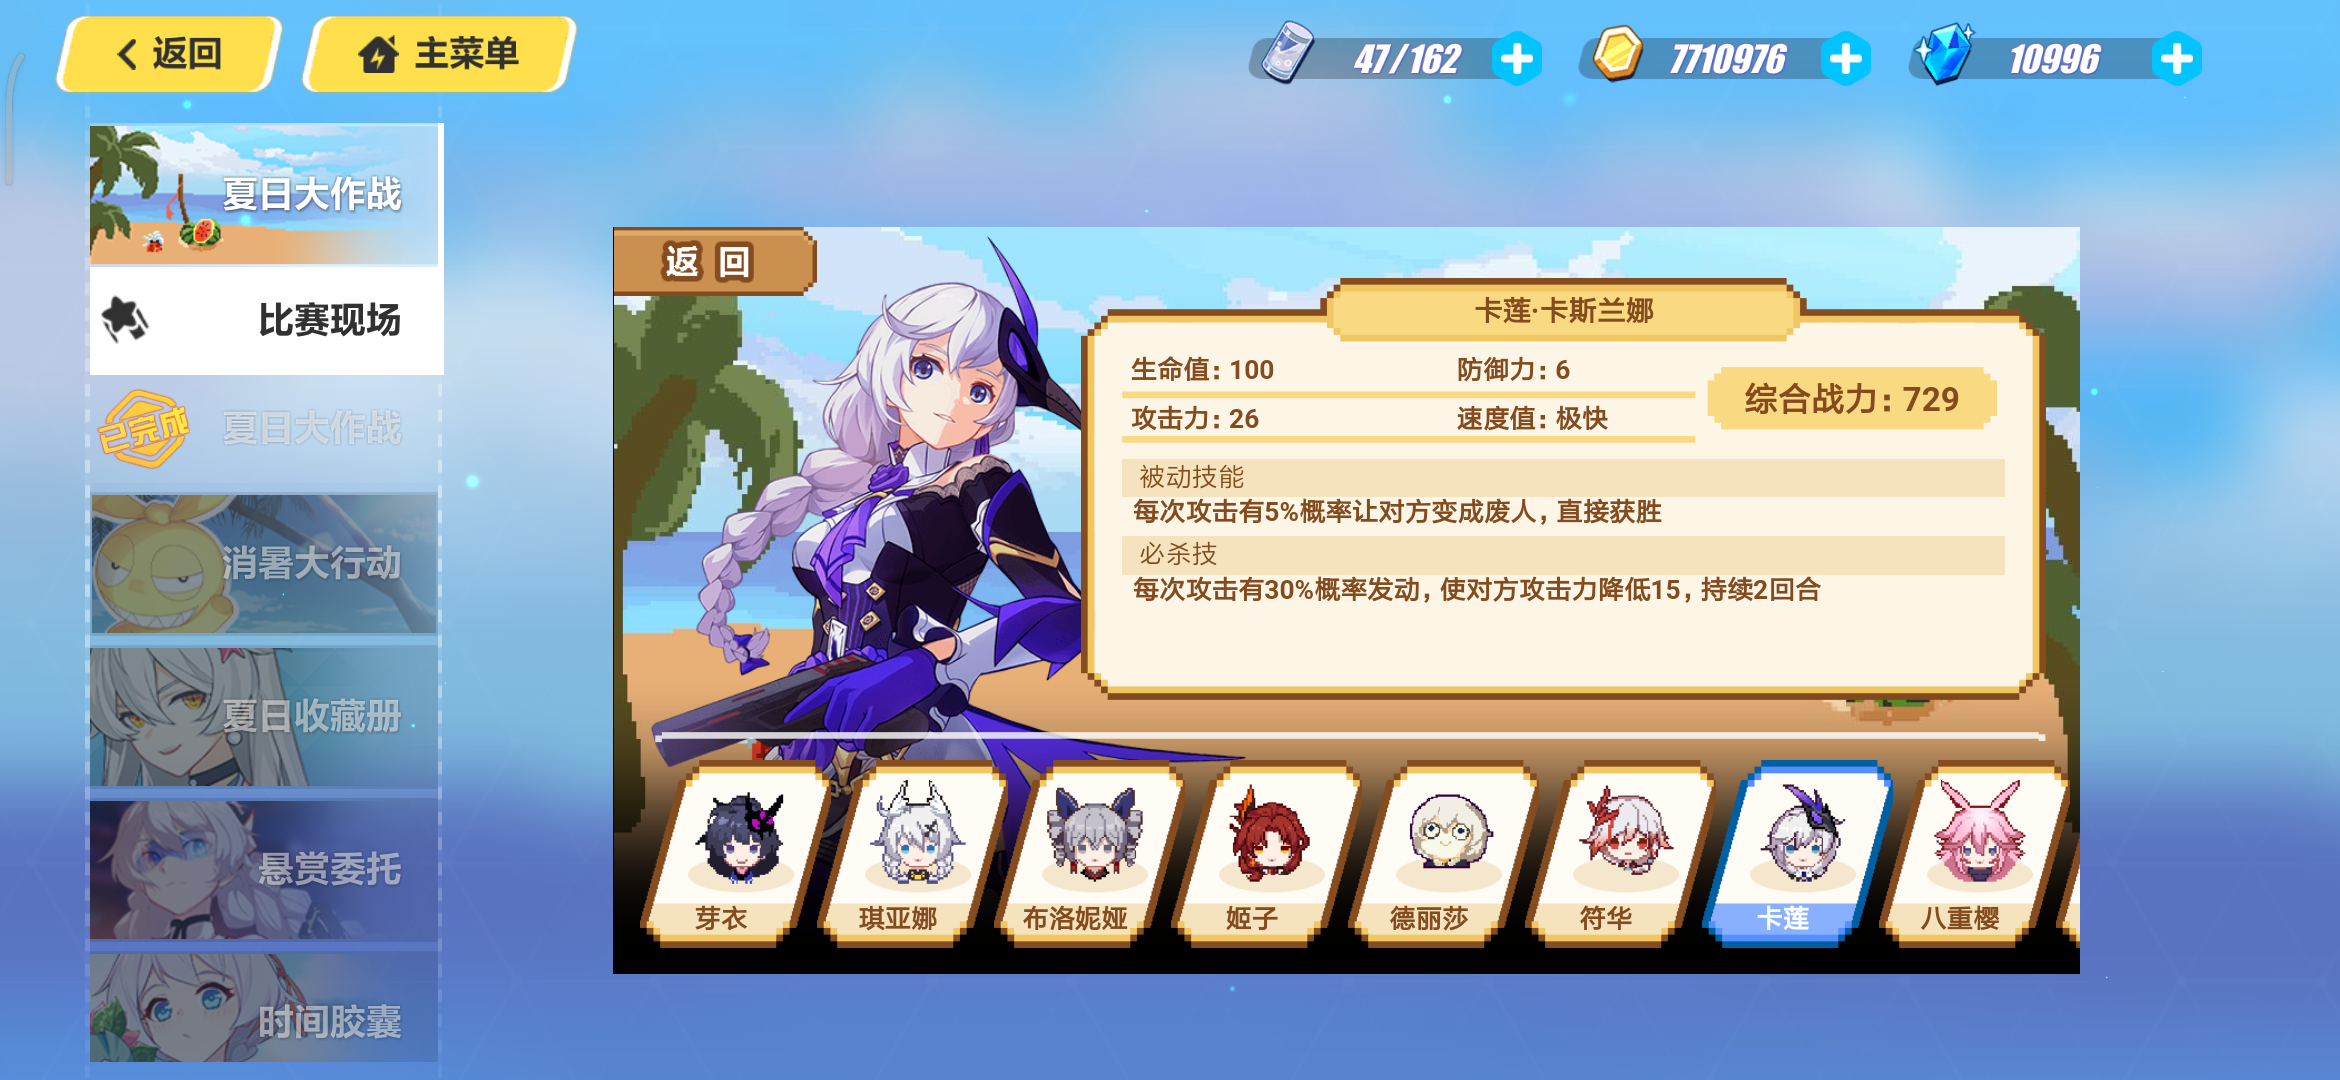 返回
主菜单
47/162
7710976
10996
夏日大作战
比赛现场
已完成
夏日大作战
消暑大行动
夏日收藏册
悬赏委托
时间胶囊
返回
卡莲·卡斯兰娜
生命值：100
防御力：6
攻击力：26
速度值：极快
综合战力：729
被动技能
每次攻击有5%概率让对方变成废人，直接获胜
必杀技
每次攻击有30%概率发动，使对方攻击力降低15，持续2回合
芽衣
琪亚娜
布洛妮娅
姬子
德丽莎
符华
卡莲
八重樱